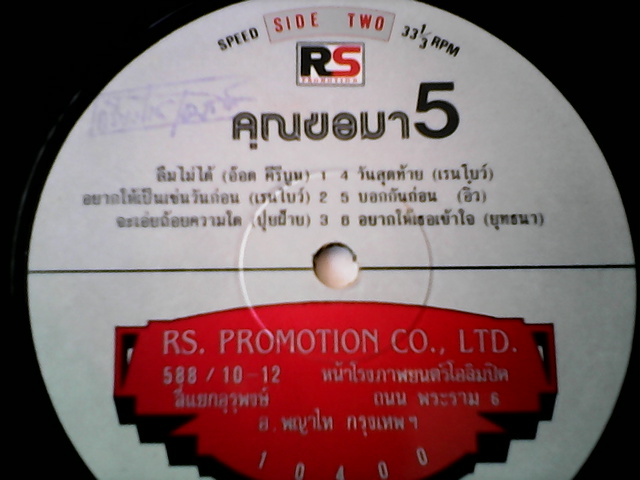 SPEED SIDE TWO 33 1/3 RPM
RS
PROMOTION
คุณขอมา 5
ลืมไม่ได้ (อ๊อด คีรีบูน) 1 4 วันสุดท้าย (เรนโบว์)
อยากให้เป็นเช่นวันก่อน (เรนโบว์) 2 5 บอกกันก่อน (อิ๋ว)
จะเอ่ยถ้อยความใด (ปุยฝ้าย) 3 6 อยากให้เธอเข้าใจ (ยุทธนา)
RS. PROMOTION CO., LTD.
588/10-12 หน้าโรงภาพยนตร์โอลิมปิค
สี่แยกอุรุพงษ์ ถนน พระราม 6
อ. พญาไท กรุงเทพฯ
10400